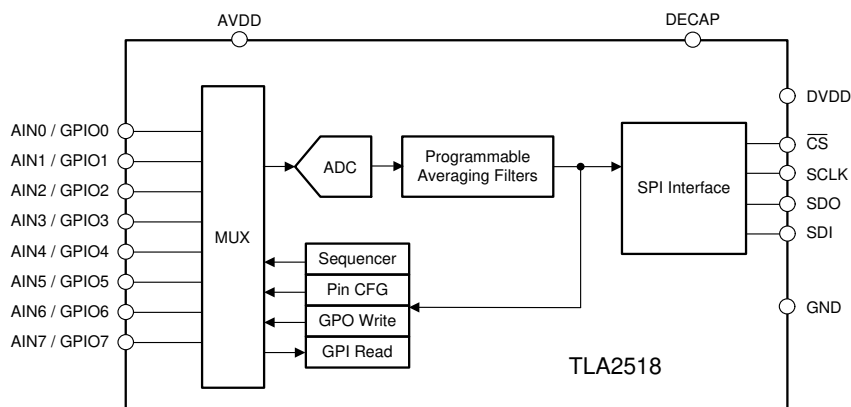 AVDD
DECAP
DVDD
AIN0 / GPIO0
AIN1 / GPIO1
AIN2 / GPIO2
AIN3 / GPIO3
AIN4 / GPIO4
AIN5 / GPIO5
AIN6 / GPIO6
AIN7 / GPIO7
MUX
ADC
Programmable
Averaging Filters
Sequencer
Pin CFG
GPO Write
GPI Read
SPI Interface
CS
SCLK
SDO
SDI
GND
TLA2518